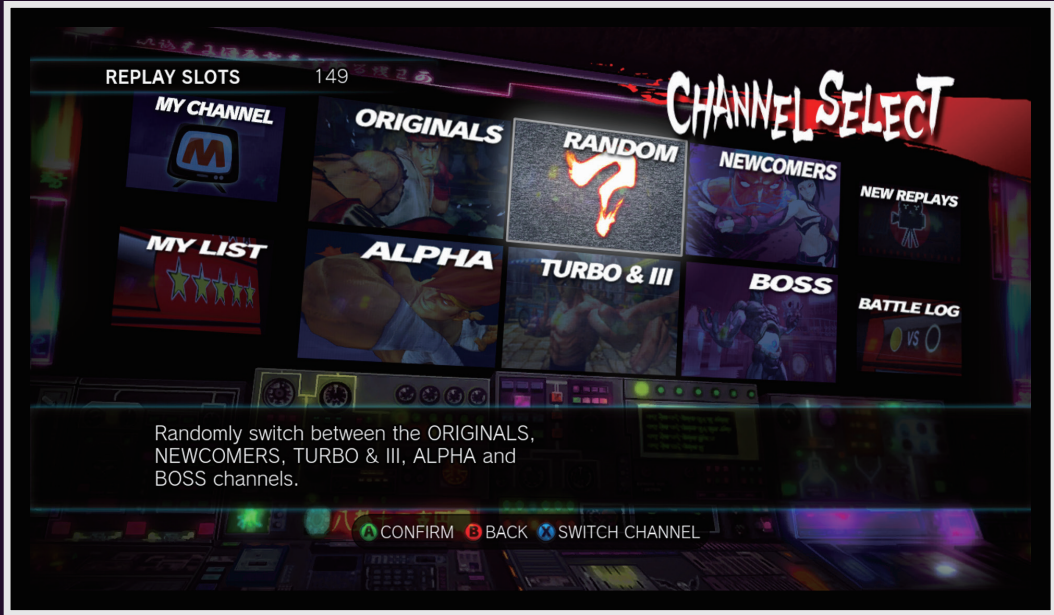 REPLAY SLOTS 149
CHANNEL SELECT
MY CHANNEL
M
ORIGINALS
RANDOM
?
NEWCOMERS
NEW REPLAYS
MY LIST
ALPHA
TURBO & III
BOSS
BATTLE LOG
VS
Randomly switch between the ORIGINALS,
NEWCOMERS, TURBO & III, ALPHA and
BOSS channels.
A CONFIRM B BACK X SWITCH CHANNEL